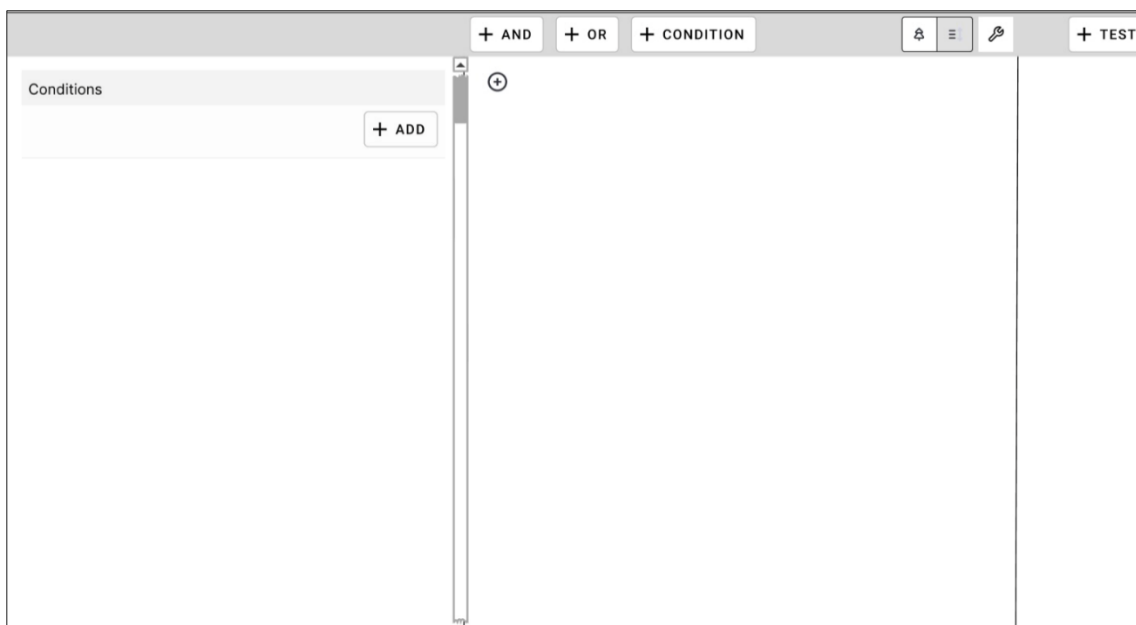 + AND + OR + CONDITION + TEST
Conditions
+ ADD